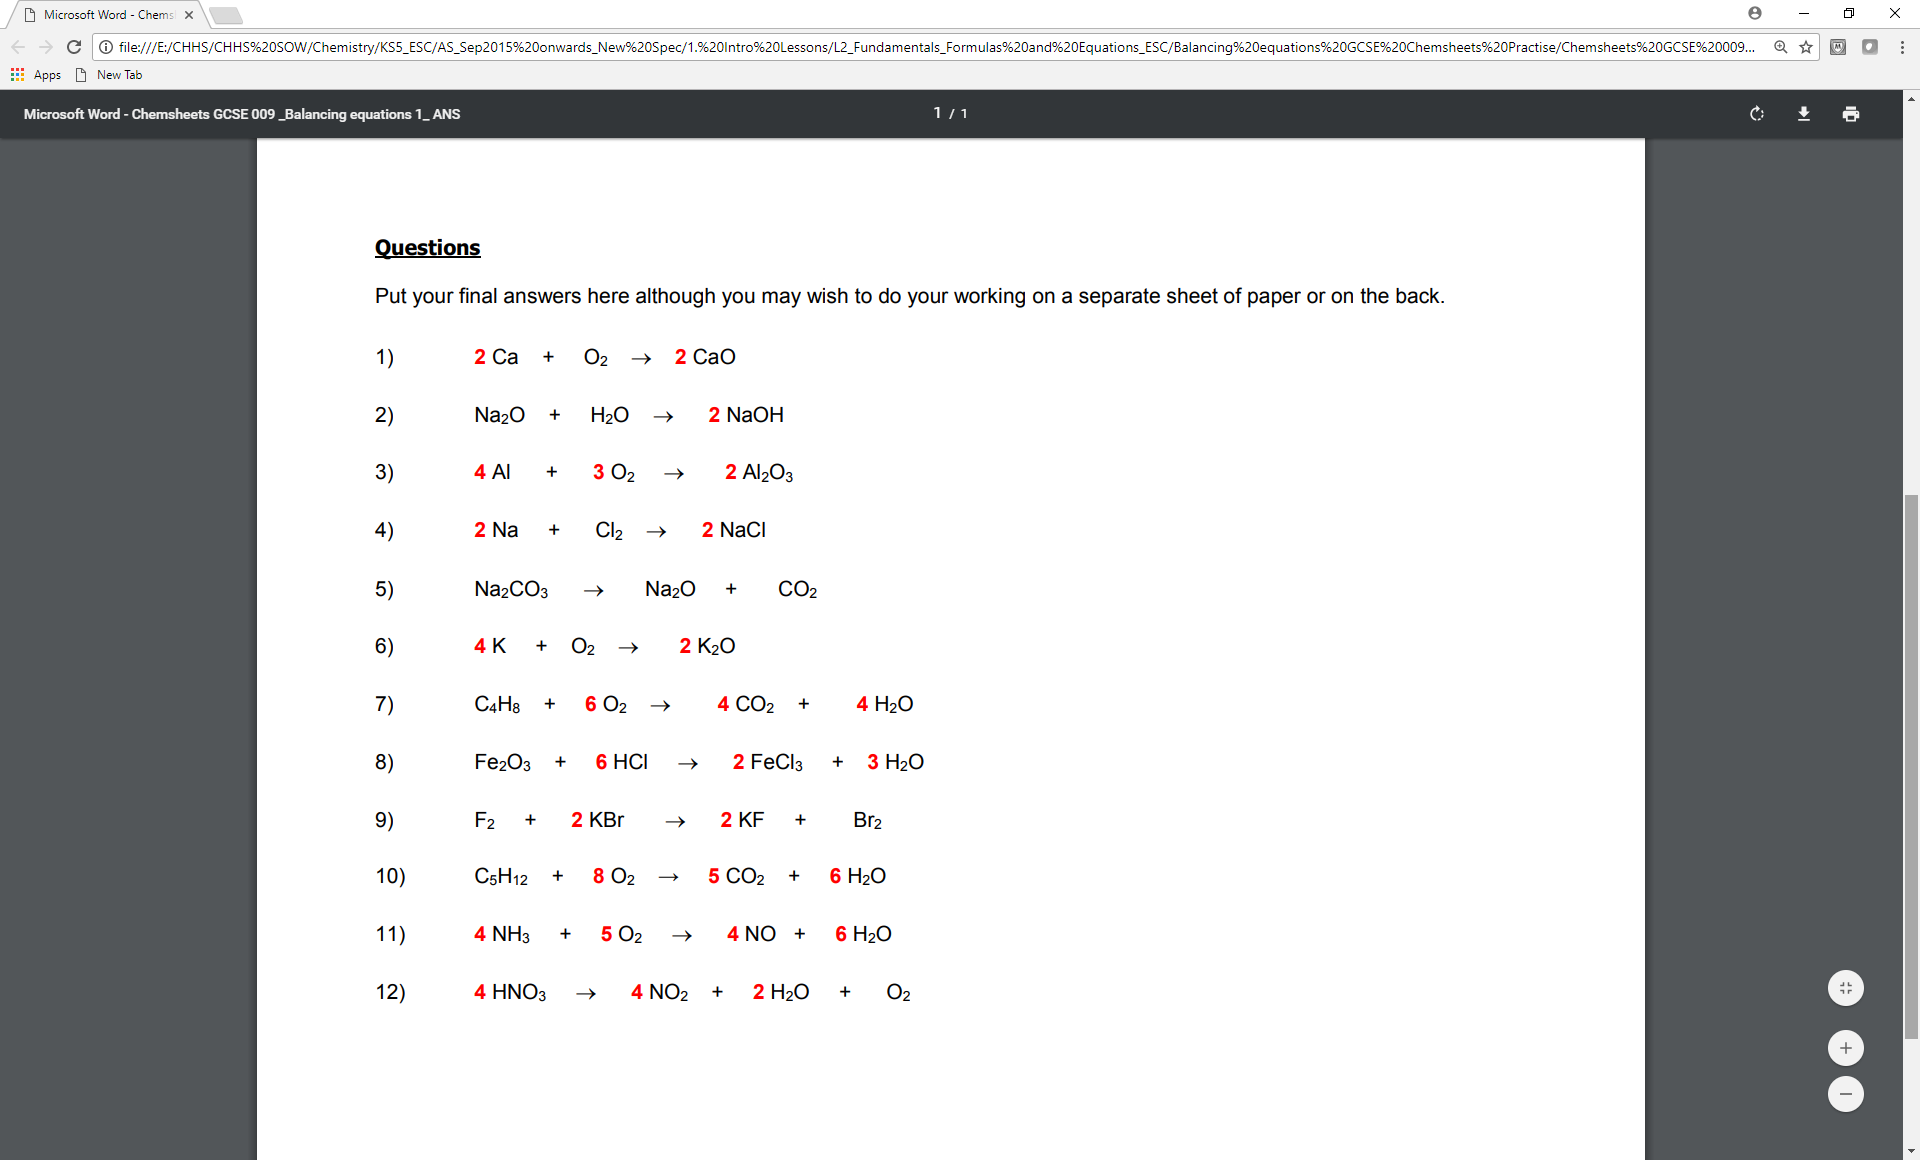 Microsoft Word - Chems
file:///E:/CHHS/CHHS%20SOW/Chemistry/KS5_ESC/AS_Sep2015%20onwards_New%20Spec/1.%20Intro%20Lessons/L2_Fundamentals_Formulas%20and%20Equations_ESC/Balancing%20equations%20GCSE%20Chemsheets%20Practise/Chemsheets%20GCSE%20009...
Apps New Tab
Microsoft Word - Chemsheets GCSE 009 _Balancing equations 1_ ANS 1 / 1
Questions
Put your final answers here although you may wish to do your working on a separate sheet of paper or on the back.
1) 2 Ca + O₂ → 2 CaO
2) Na₂O + H₂O → 2 NaOH
3) 4 Al + 3 O₂ → 2 Al₂O₃
4) 2 Na + Cl₂ → 2 NaCl
5) Na₂CO₃ → Na₂O + CO₂
6) 4 K + O₂ → 2 K₂O
7) C₄H₈ + 6 O₂ → 4 CO₂ + 4 H₂O
8) Fe₂O₃ + 6 HCl → 2 FeCl₃ + 3 H₂O
9) F₂ + 2 KBr → 2 KF + Br₂
10) C₅H₁₂ + 8 O₂ → 5 CO₂ + 6 H₂O
11) 4 NH₃ + 5 O₂ → 4 NO + 6 H₂O
12) 4 HNO₃ → 4 NO₂ + 2 H₂O + O₂